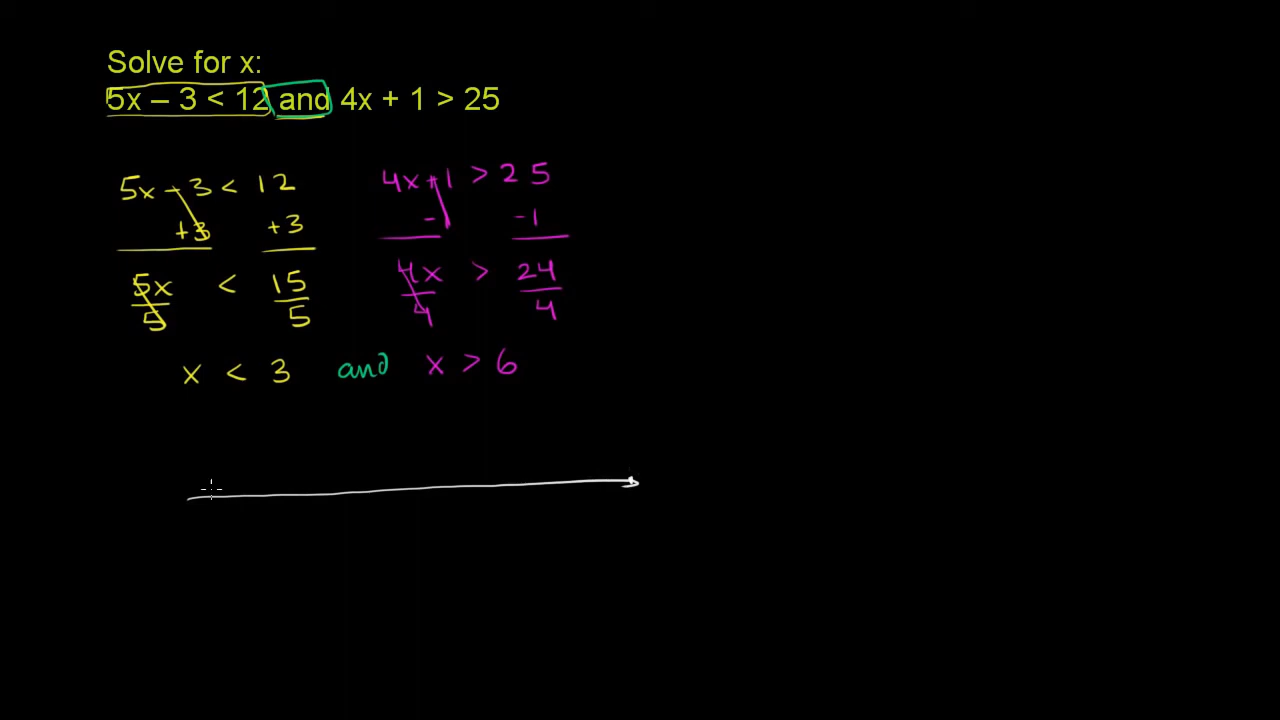 Solve for x:
5x – 3 < 12 and 4x + 1 > 25
5x - 3 < 12 4x + 1 > 25
+3 +3 -1 -1
5x < 15 4x > 24
5 5 4 4
x < 3 and x > 6